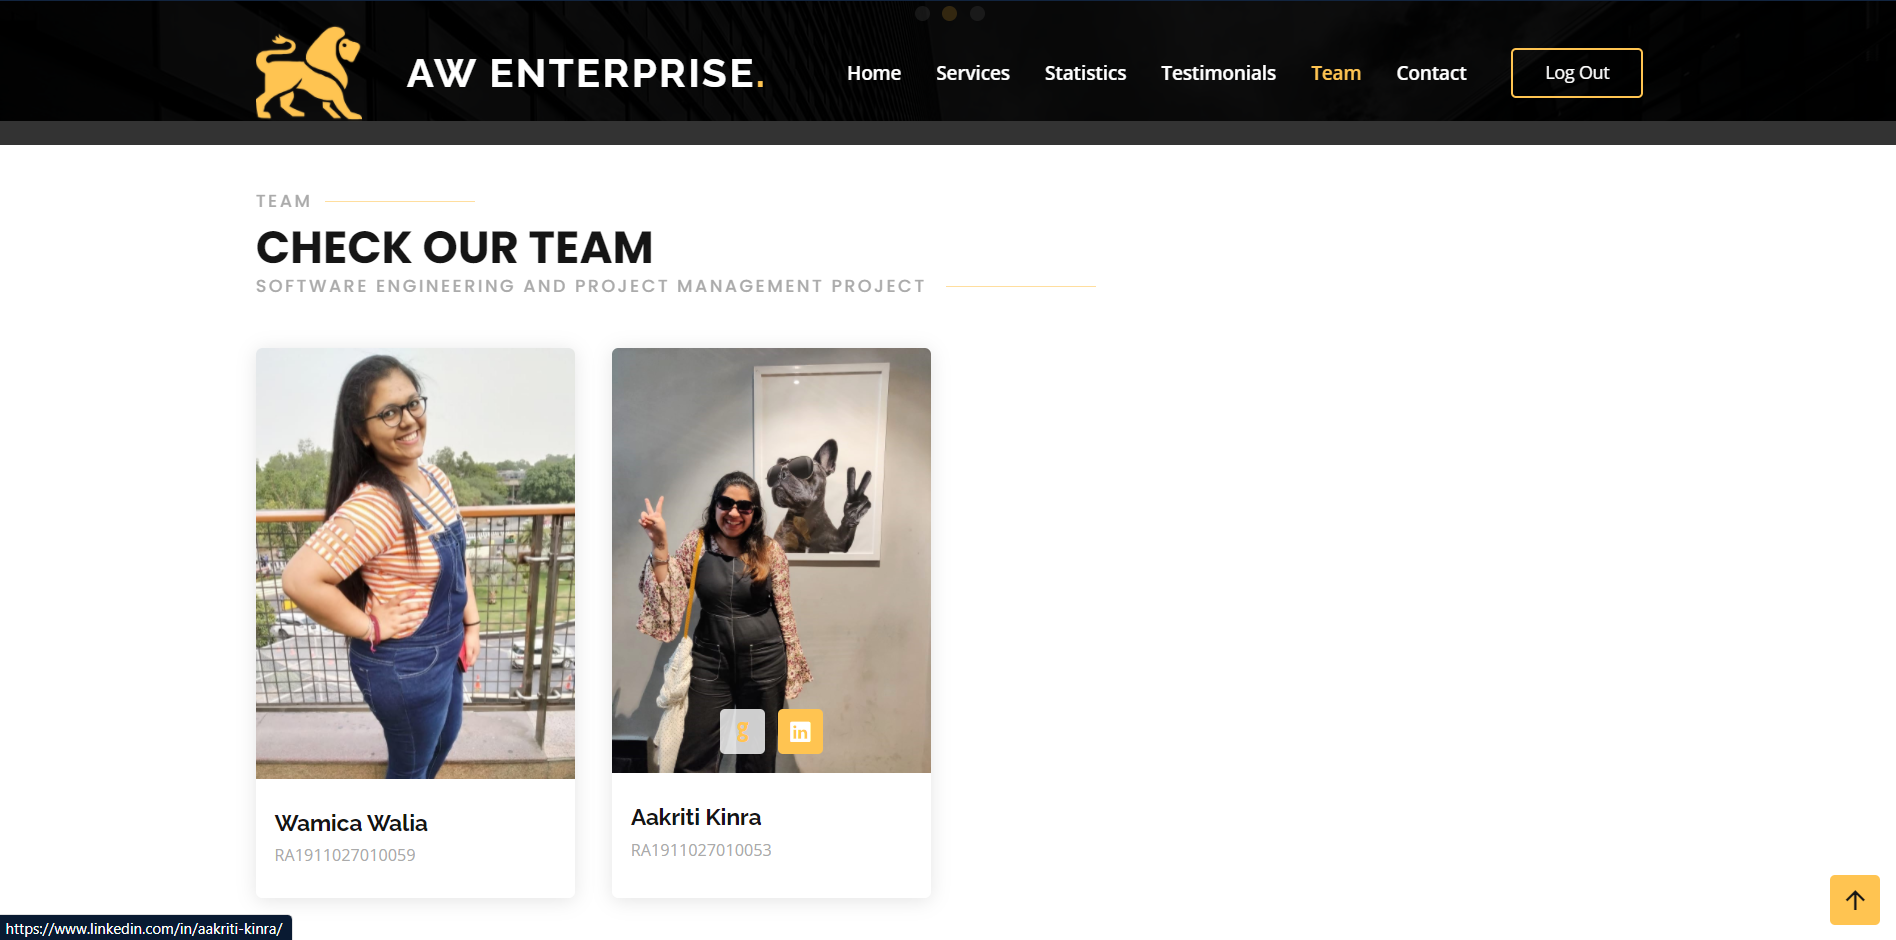 AW ENTERPRISE.
Home Services Statistics Testimonials Team Contact Log Out
TEAM
CHECK OUR TEAM
SOFTWARE ENGINEERING AND PROJECT MANAGEMENT PROJECT
g in
Wamica Walia
RA1911027010059
Aakriti Kinra
RA1911027010053
https://www.linkedin.com/in/aakriti-kinra/